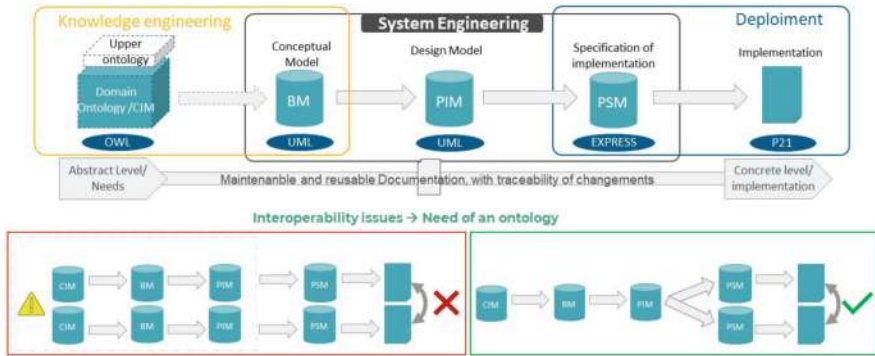 Knowledge engineering
System Engineering
Deploiment
Upper
ontology
Domain
Ontology /CIM
OWL
Conceptual
Model
BM
UML
Design Model
PIM
UML
Specification of
implementation
PSM
EXPRESS
Implementation
P21
Abstract Level/
Needs
Maintenanble and reusable Documentation, with traceability of changements
Concrete level/
implementation
Interoperability issues → Need of an ontology
CIM
BM
PIM
PSM
CIM
BM
PIM
PSM
CIM
BM
PIM
PSM
PSM